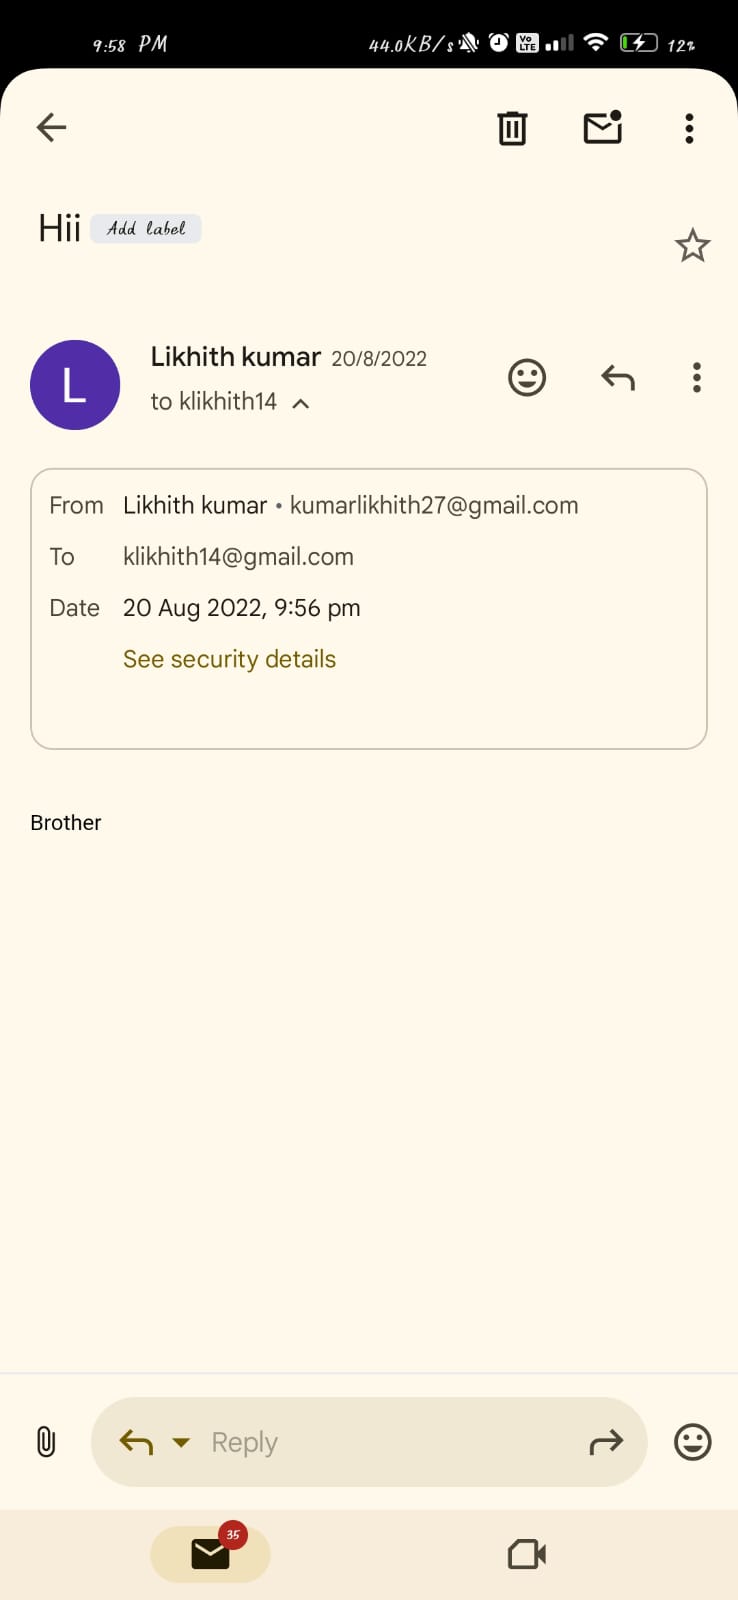 9:58 PM 44.0KB/s Vo LTE 12%
Hii Add label
L
Likhith kumar 20/8/2022
to klikhith14
From Likhith kumar • kumarlikhith27@gmail.com
To klikhith14@gmail.com
Date 20 Aug 2022, 9:56 pm
See security details
Brother
Reply
35